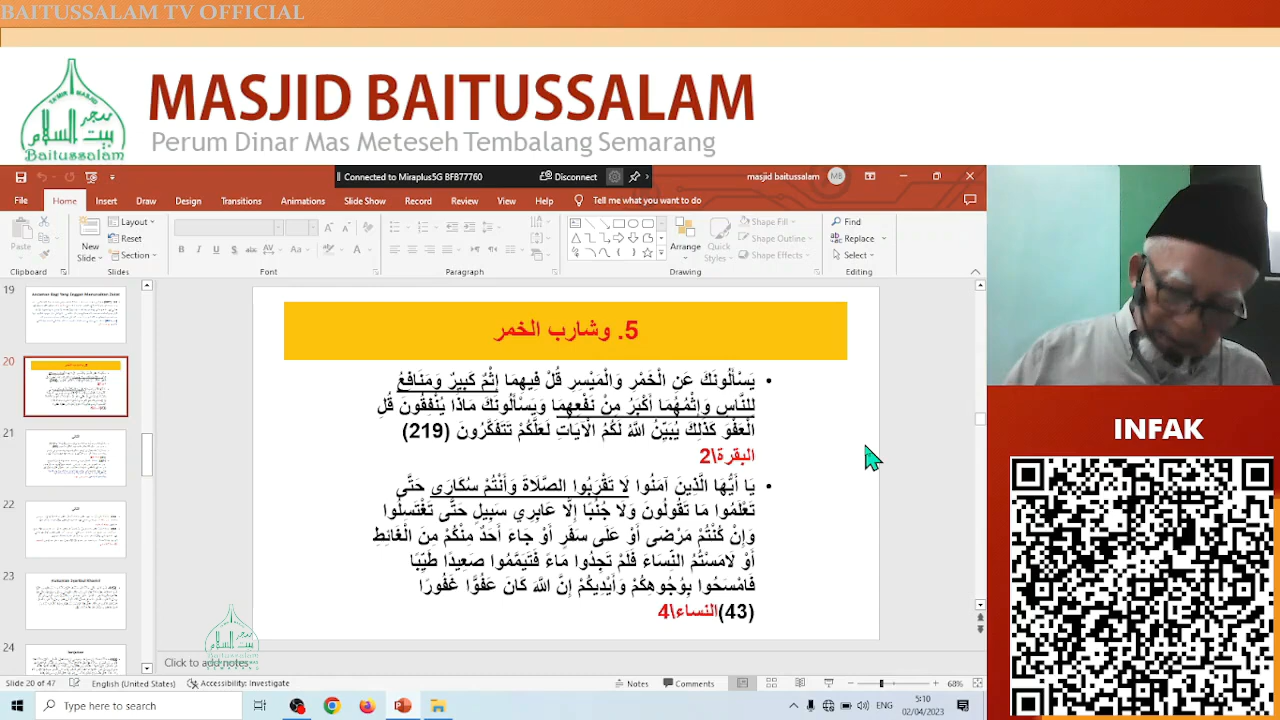 BAITUSSALAM TV OFFICIAL
MASJID BAITUSSALAM
Perum Dinar Mas Meteseh Tembalang Semarang
بيت السلام
Baitussalam
Connected to Miraplus5G BFB77760
Disconnect
masjid baitussalam
MB
File Home Insert Draw Design Transitions Animations Slide Show Record Review View Help Tell me what you want to do
Paste
New
Slide
Layout
Reset
Section
B I U S abc AV Aa A
Arrange
Quick
Styles
Shape Fill
Shape Outline
Shape Effects
Find
Replace
Select
Clipboard Slides Font Paragraph Drawing Editing
19
20
21
22
23
24
5. وشارب الخمر
• يَسْأَلُونَكَ عَنِ الْخَمْرِ وَالْمَيْسِرِ قُلْ فِيهِمَا إِثْمٌ كَبِيرٌ وَمَنَافِعُ
لِلنَّاسِ وَإِثْمُهُمَا أَكْبَرُ مِنْ نَفْعِهِمَا وَيَسْأَلُونَكَ مَاذَا يُنْفِقُونَ قُلِ
الْعَفْوَ كَذَلِكَ يُبَيِّنُ اللَّهُ لَكُمُ الْآيَاتِ لَعَلَّكُمْ تَتَفَكَّرُونَ (219)
البقرة\2
• يَا أَيُّهَا الَّذِينَ آمَنُوا لَا تَقْرَبُوا الصَّلَاةَ وَأَنْتُمْ سُكَارَى حَتَّى
تَعْلَمُوا مَا تَقُولُونَ وَلَا جُنُبًا إِلَّا عَابِرِي سَبِيلٍ حَتَّى تَغْتَسِلُوا
وَإِنْ كُنْتُمْ مَرْضَى أَوْ عَلَى سَفَرٍ أَوْ جَاءَ أَحَدٌ مِنْكُمْ مِنَ الْغَائِطِ
أَوْ لَامَسْتُمُ النِّسَاءَ فَلَمْ تَجِدُوا مَاءً فَتَيَمَّمُوا صَعِيدًا طَيِّبًا
فَامْسَحُوا بِوُجُوهِكُمْ وَأَيْدِيكُمْ إِنَّ اللَّهَ كَانَ عَفُوًّا غَفُورًا
(43)النساء\4
Click to add notes
INFAK
Slide 20 of 47
English (United States)
Accessibility: Investigate
Notes
Comments
68%
Type here to search
ENG
5:10
02/04/2023